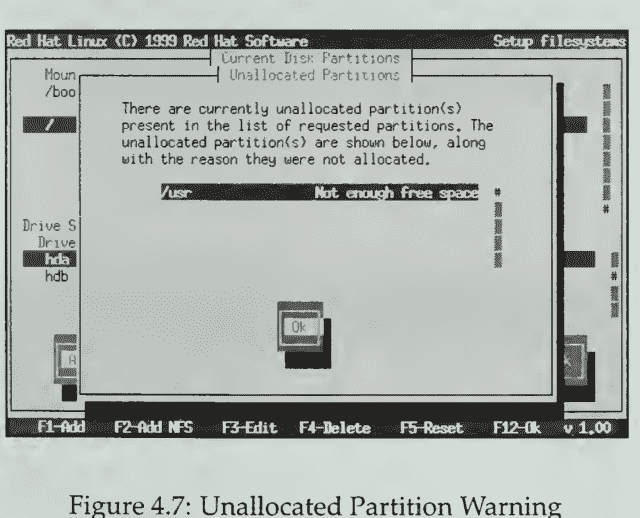 Red Hat Linux (C) 1999 Red Hat Software Setup filesystems
Current Disk Partitions
Unallocated Partitions
Moun
/boo
There are currently unallocated partition(s)
present in the list of requested partitions. The
unallocated partition(s) are shown below, along
with the reason they were not allocated.
/
/usr Not enough free space #
#
Drive S
Drive
hda
hdb #
Ok
A
F1-Add F2-Add NFS F3-Edit F4-Delete F5-Reset F12-Ok v 1.00
Figure 4.7: Unallocated Partition Warning